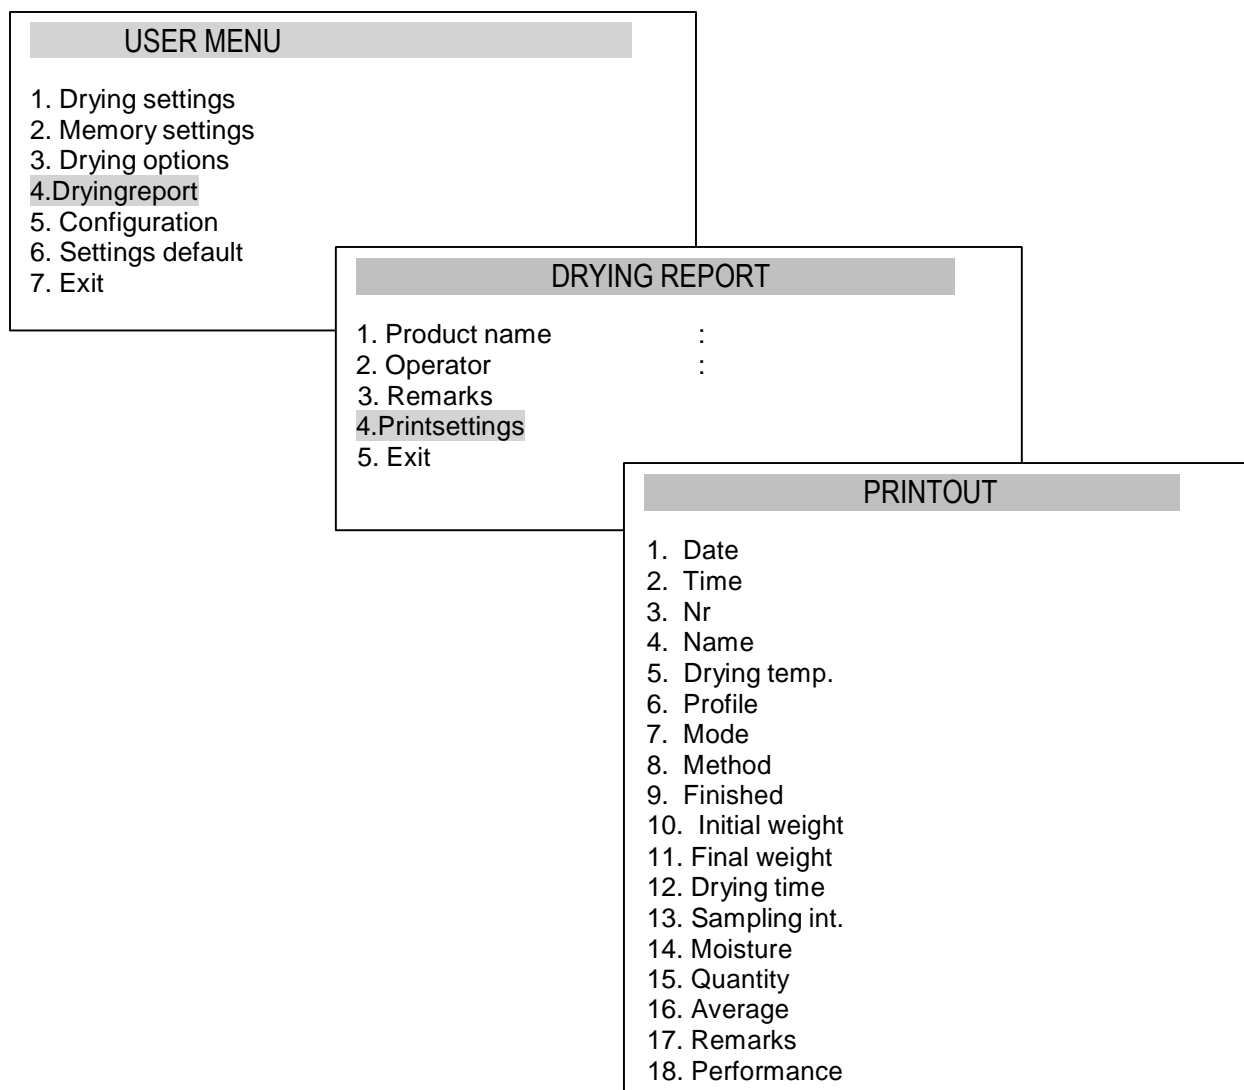 USER MENU
1. Drying settings
2. Memory settings
3. Drying options
4.Dryingreport
5. Configuration
6. Settings default
7. Exit
DRYING REPORT
1. Product name :
2. Operator :
3. Remarks
4.Printsettings
5. Exit
PRINTOUT
1. Date
2. Time
3. Nr
4. Name
5. Drying temp.
6. Profile
7. Mode
8. Method
9. Finished
10. Initial weight
11. Final weight
12. Drying time
13. Sampling int.
14. Moisture
15. Quantity
16. Average
17. Remarks
18. Performance